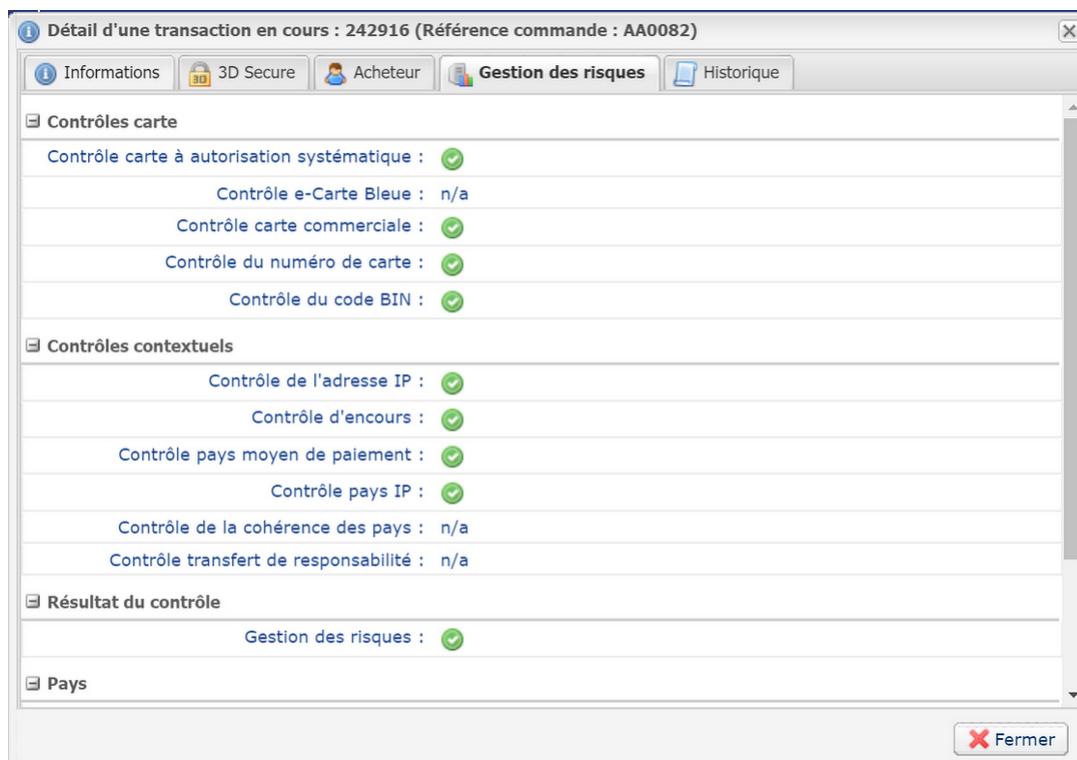 Détail d'une transaction en cours : 242916 (Référence commande : AA0082)
Informations 3D Secure Acheteur Gestion des risques Historique
Contrôles carte
Contrôle carte à autorisation systématique :
Contrôle e-Carte Bleue : n/a
Contrôle carte commerciale :
Contrôle du numéro de carte :
Contrôle du code BIN :
Contrôles contextuels
Contrôle de l'adresse IP :
Contrôle d'encours :
Contrôle pays moyen de paiement :
Contrôle pays IP :
Contrôle de la cohérence des pays : n/a
Contrôle transfert de responsabilité : n/a
Résultat du contrôle
Gestion des risques :
Pays
Fermer